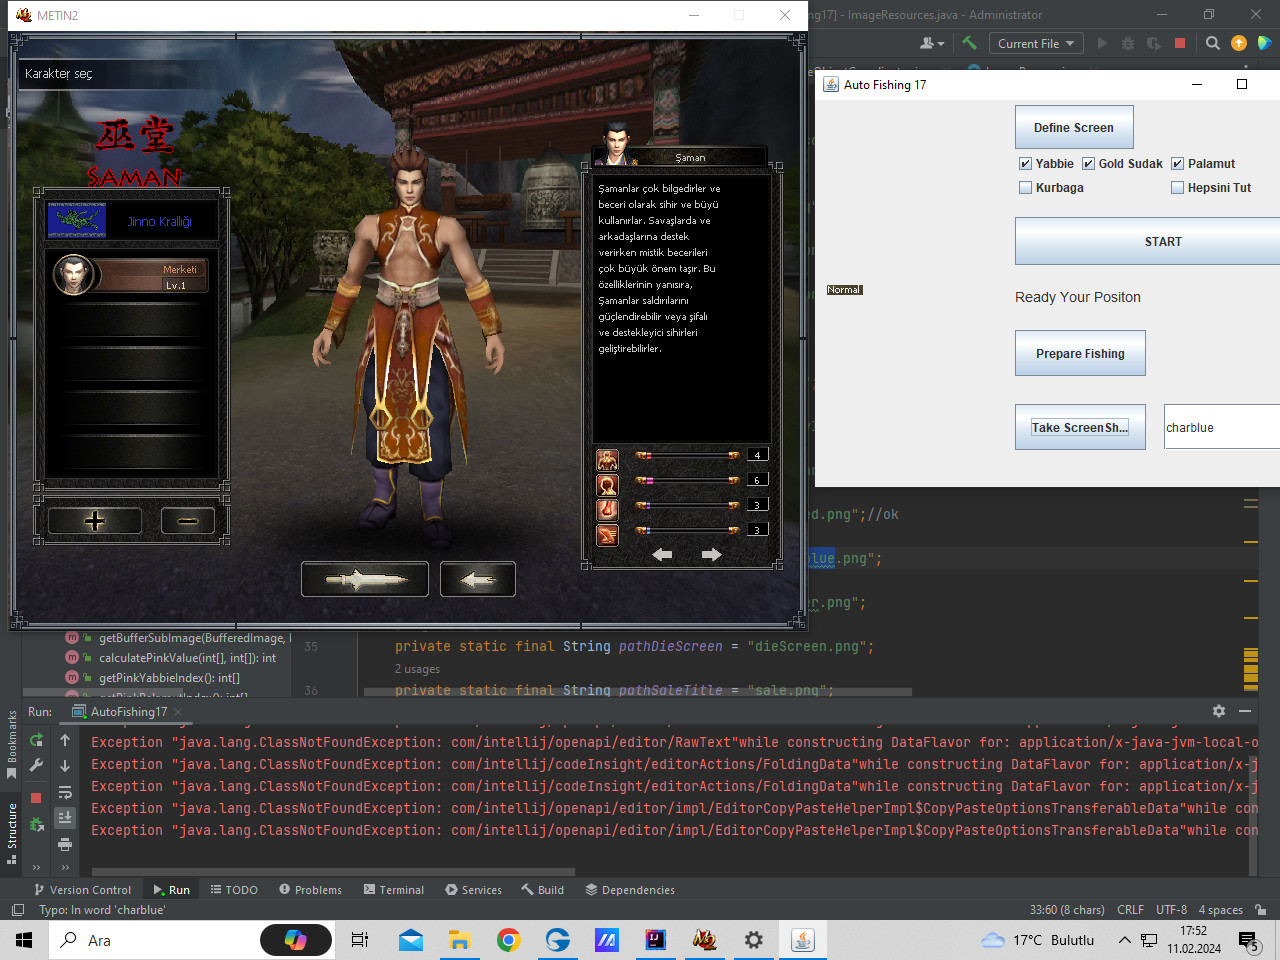 METIN2
ng17] - ImageResources.java - Administrator
Current File
Karakter seç
巫堂
SAMAN
Jinno Krallığı
Merketi
Lv.1
Şaman
Şamanlar çok bilgedirler ve
beceri olarak sihir ve büyü
kullanırlar. Savaşlarda ve
arkadaşlarına destek
verirken mistik becerileri
çok büyük önem taşır. Bu
özelliklerinin yanısıra,
Şamanlar saldırılarını
güçlendirebilir veya şifalı
ve destekleyici sihirleri
geliştirebilirler.
4
6
3
3
Auto Fishing 17
Define Screen
Yabbie
Gold Sudak
Palamut
Kurbaga
Hepsini Tut
START
Normal
Ready Your Positon
Prepare Fishing
Take ScreenSh...
charblue
ed.png";//ok
lue.png";
er.png";
getBufferSubImage(BufferedImage, I
calculatePinkValue(int[], int[]): int
getPinkYabbieIndex(): int[]
getPinkPalamutIndex(): int[]
35 private static final String pathDieScreen = "dieScreen.png";
2 usages
36 private static final String pathSaleTitle = "sale.png";
Run: AutoFishing17
Exception "java.lang.ClassNotFoundException: com/intellij/openapi/editor/RawText"while constructing DataFlavor for: application/x-java-jvm-local-o
Exception "java.lang.ClassNotFoundException: com/intellij/codeInsight/editorActions/FoldingData"while constructing DataFlavor for: application/x-j
Exception "java.lang.ClassNotFoundException: com/intellij/codeInsight/editorActions/FoldingData"while constructing DataFlavor for: application/x-j
Exception "java.lang.ClassNotFoundException: com/intellij/openapi/editor/impl/EditorCopyPasteHelperImpl$CopyPasteOptionsTransferableData"while con
Exception "java.lang.ClassNotFoundException: com/intellij/openapi/editor/impl/EditorCopyPasteHelperImpl$CopyPasteOptionsTransferableData"while con
Bookmarks
Structure
Version Control
Run
TODO
Problems
Terminal
Services
Build
Dependencies
Typo: In word 'charblue'
33:60 (8 chars) CRLF UTF-8 4 spaces
Ara
17°C Bulutlu
17:52
11.02.2024
5